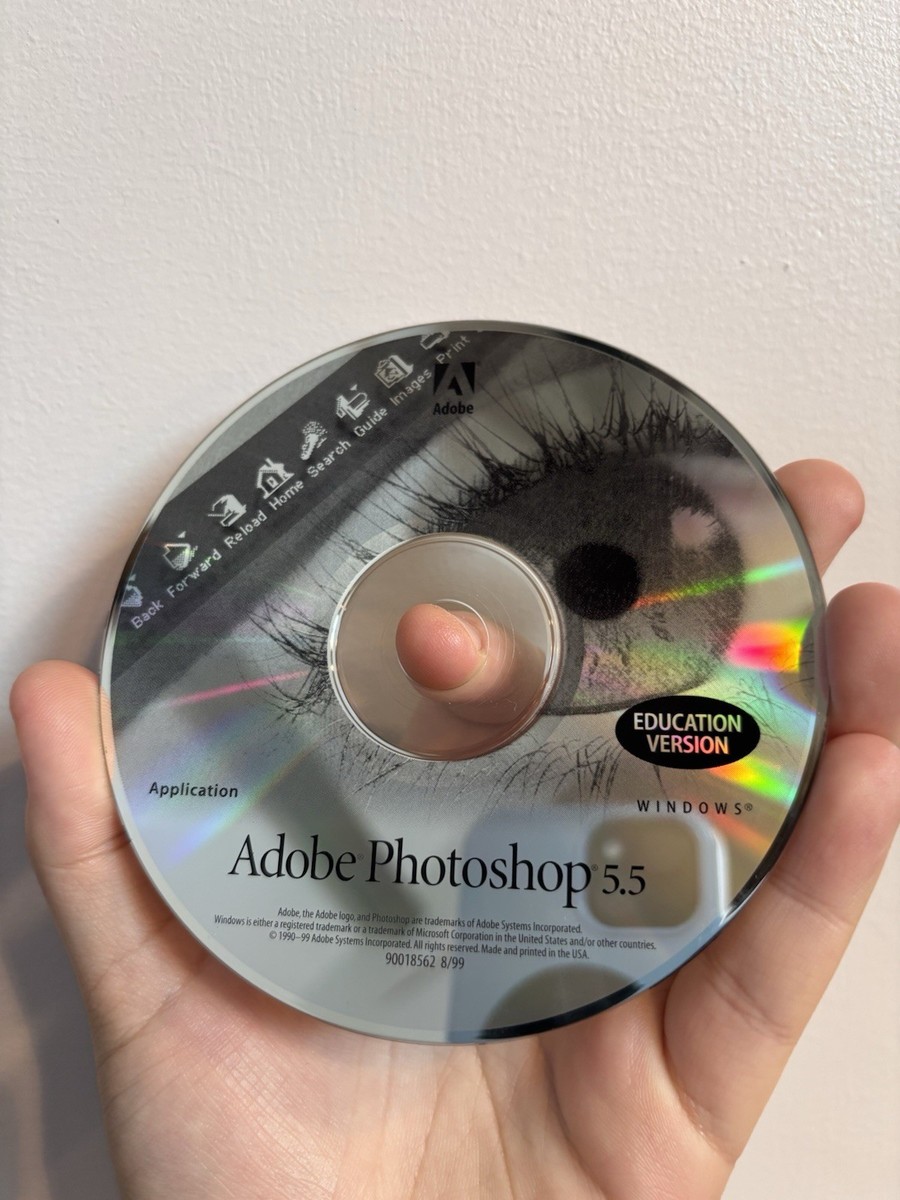 Back Forward Reload Home Search Guide Images Print
Adobe
EDUCATION
VERSION
Application
WINDOWS®
Adobe® Photoshop® 5.5
Adobe, the Adobe logo, and Photoshop are trademarks of Adobe Systems Incorporated.
Windows is either a registered trademark or a trademark of Microsoft Corporation in the United States and/or other countries.
© 1990–99 Adobe Systems Incorporated. All rights reserved. Made and printed in the USA.
90018562 8/99